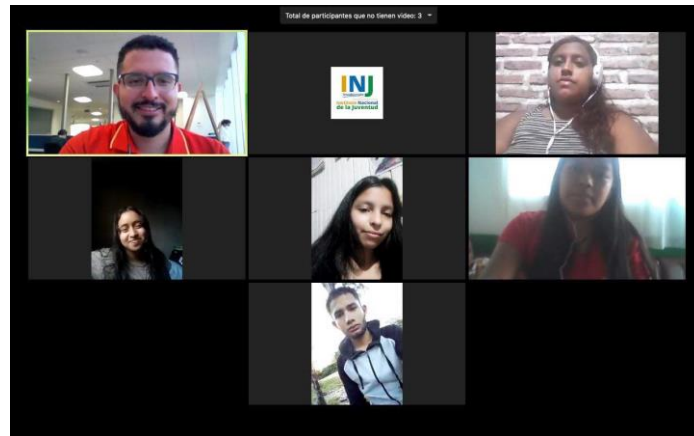 Total de participantes que no tienen video: 3
INJ
Instituto Nacional
de la Juventud